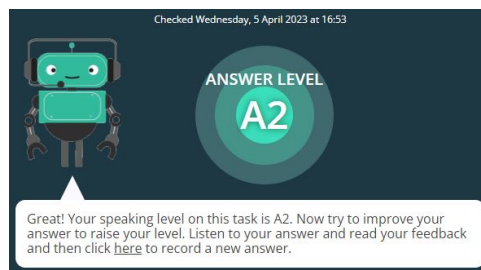 Checked Wednesday, 5 April 2023 at 16:53
ANSWER LEVEL
A2
Great! Your speaking level on this task is A2. Now try to improve your
answer to raise your level. Listen to your answer and read your feedback
and then click here to record a new answer.